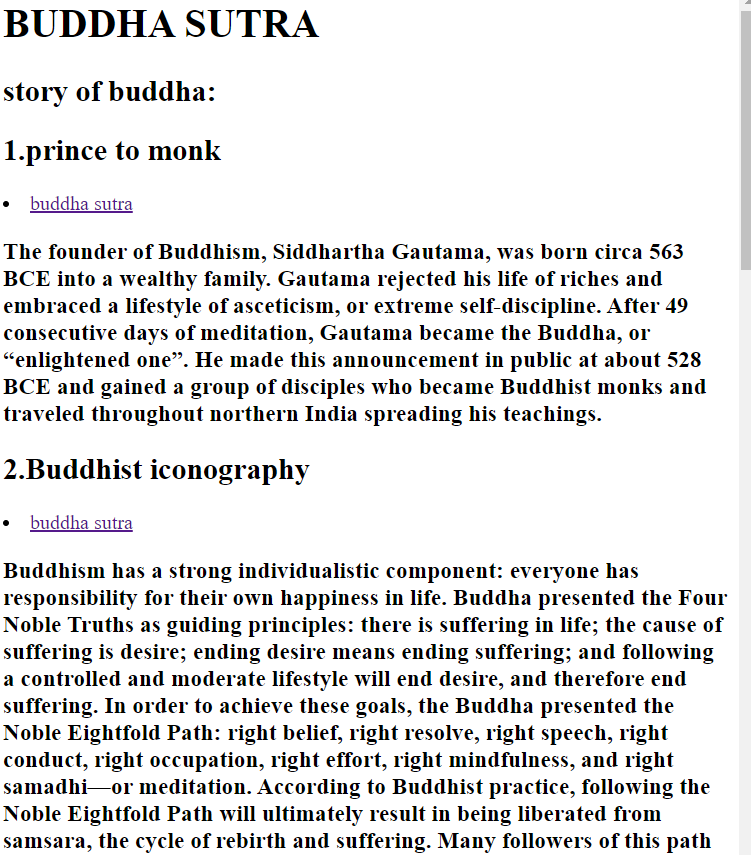 BUDDHA SUTRA
story of buddha:
1.prince to monk
• buddha sutra
The founder of Buddhism, Siddhartha Gautama, was born circa 563
BCE into a wealthy family. Gautama rejected his life of riches and
embraced a lifestyle of asceticism, or extreme self-discipline. After 49
consecutive days of meditation, Gautama became the Buddha, or
“enlightened one”. He made this announcement in public at about 528
BCE and gained a group of disciples who became Buddhist monks and
traveled throughout northern India spreading his teachings.
2.Buddhist iconography
• buddha sutra
Buddhism has a strong individualistic component: everyone has
responsibility for their own happiness in life. Buddha presented the Four
Noble Truths as guiding principles: there is suffering in life; the cause of
suffering is desire; ending desire means ending suffering; and following
a controlled and moderate lifestyle will end desire, and therefore end
suffering. In order to achieve these goals, the Buddha presented the
Noble Eightfold Path: right belief, right resolve, right speech, right
conduct, right occupation, right effort, right mindfulness, and right
samadhi—or meditation. According to Buddhist practice, following the
Noble Eightfold Path will ultimately result in being liberated from
samsara, the cycle of rebirth and suffering. Many followers of this path